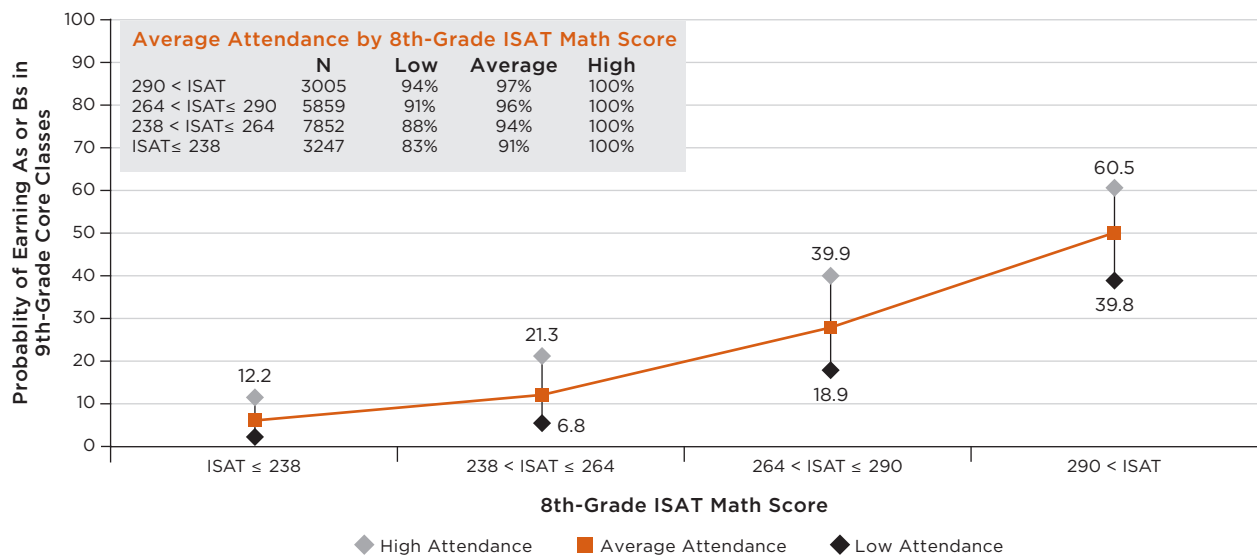 100
90
80
70
60
50
40
30
20
10
0
Probablity of Earning As or Bs in
9th-Grade Core Classes
Average Attendance by 8th-Grade ISAT Math Score
N Low Average High
290 < ISAT 3005 94% 97% 100%
264 < ISAT≤ 290 5859 91% 96% 100%
238 < ISAT≤ 264 7852 88% 94% 100%
ISAT≤ 238 3247 83% 91% 100%
12.2
21.3
6.8
39.9
18.9
60.5
39.8
ISAT ≤ 238 238 < ISAT ≤ 264 264 < ISAT ≤ 290 290 < ISAT
8th-Grade ISAT Math Score
High Attendance Average Attendance Low Attendance